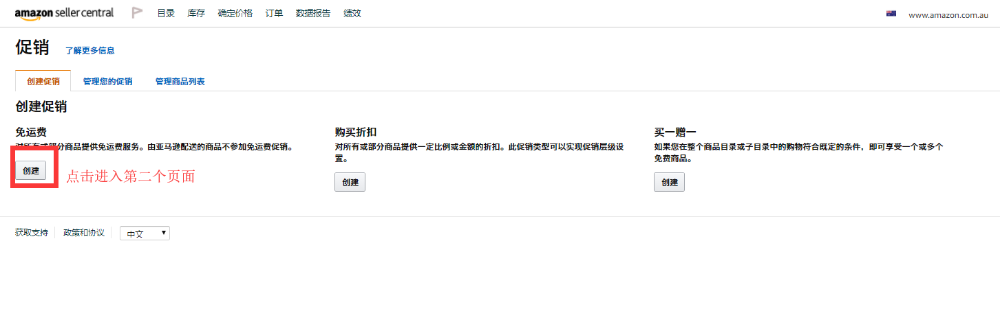 amazon seller central 目录 库存 确定价格 订单 数据报告 绩效 www.amazon.com.au
促销 了解更多信息
创建促销 管理您的促销 管理商品列表
创建促销
免运费 购买折扣 买一赠一
对所有或部分商品提供免运费服务。由亚马逊配送的商品不参加免运费促销。
对所有或部分商品提供一定比例或金额的折扣。此促销类型可以实现促销层级设
置。
如果您在整个商品目录或子目录中的购物符合既定的条件，即可享受一个或多个
免费商品。
创建 点击进入第二个页面
创建 创建
获取支持 政策和协议 中文